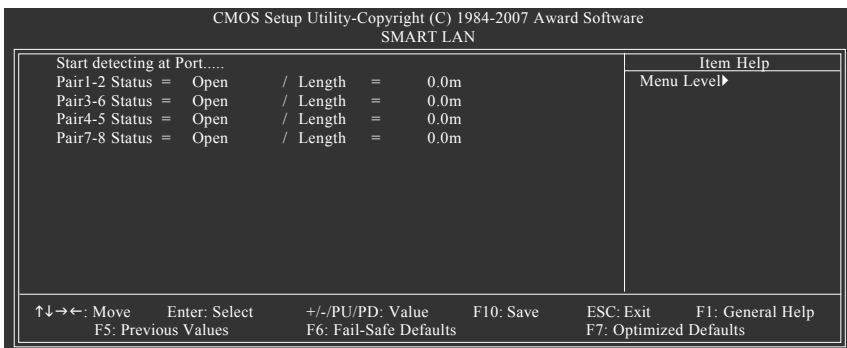 CMOS Setup Utility-Copyright (C) 1984-2007 Award Software
SMART LAN
Start detecting at Port.....
Item Help
Pair1-2 Status = Open / Length = 0.0m
Menu Level▶
Pair3-6 Status = Open / Length = 0.0m
Pair4-5 Status = Open / Length = 0.0m
Pair7-8 Status = Open / Length = 0.0m
↑↓→←: Move Enter: Select +/-/PU/PD: Value F10: Save ESC: Exit F1: General Help
F5: Previous Values F6: Fail-Safe Defaults F7: Optimized Defaults